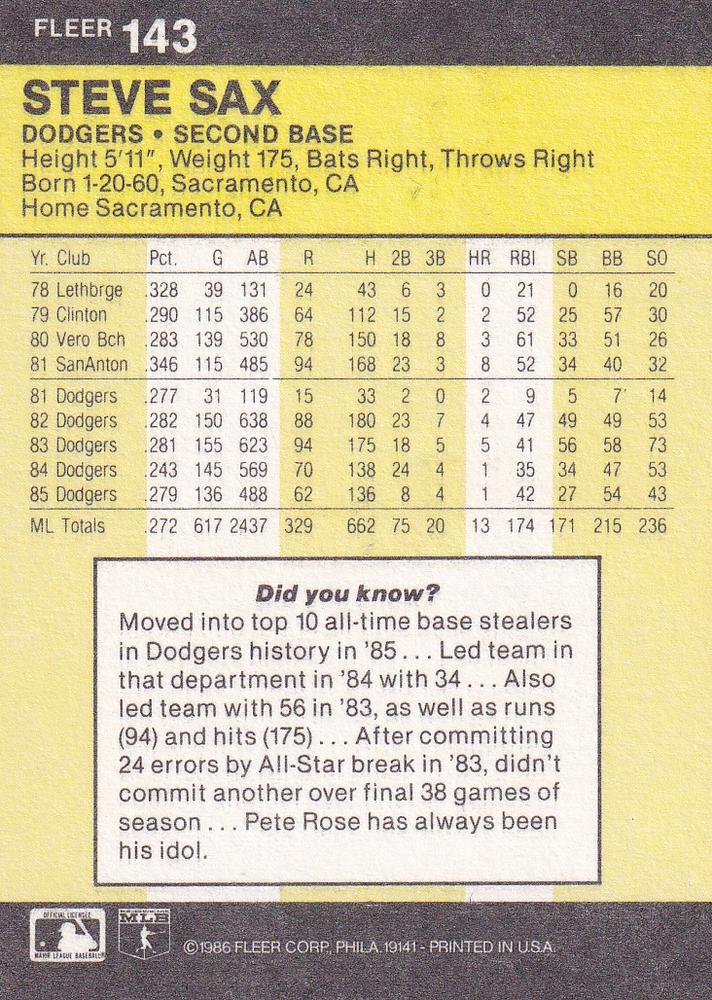 FLEER 143
STEVE SAX
DODGERS • SECOND BASE
Height 5'11", Weight 175, Bats Right, Throws Right
Born 1-20-60, Sacramento, CA
Home Sacramento, CA
Yr. Club Pct. G AB R H 2B 3B HR RBI SB BB SO
78 Lethbrge .328 39 131 24 43 6 3 0 21 0 16 20
79 Clinton .290 115 386 64 112 15 2 2 52 25 57 30
80 Vero Bch .283 139 530 78 150 18 8 3 61 33 51 26
81 SanAnton .346 115 485 94 168 23 3 8 52 34 40 32
81 Dodgers .277 31 119 15 33 2 0 2 9 5 7 14
82 Dodgers .282 150 638 88 180 23 7 4 47 49 49 53
83 Dodgers .281 155 623 94 175 18 5 5 41 56 58 73
84 Dodgers .243 145 569 70 138 24 4 1 35 34 47 53
85 Dodgers .279 136 488 62 136 8 4 1 42 27 54 43
ML Totals .272 617 2437 329 662 75 20 13 174 171 215 236
Did you know?
Moved into top 10 all-time base stealers
in Dodgers history in '85 . . . Led team in
that department in '84 with 34 . . . Also
led team with 56 in '83, as well as runs
(94) and hits (175) . . . After committing
24 errors by All-Star break in '83, didn't
commit another over final 38 games of
season . . . Pete Rose has always been
his idol.
OFFICIAL LICENSEE
MAJOR LEAGUE BASEBALL
©1986 FLEER CORP., PHILA. 19141 - PRINTED IN U.S.A.